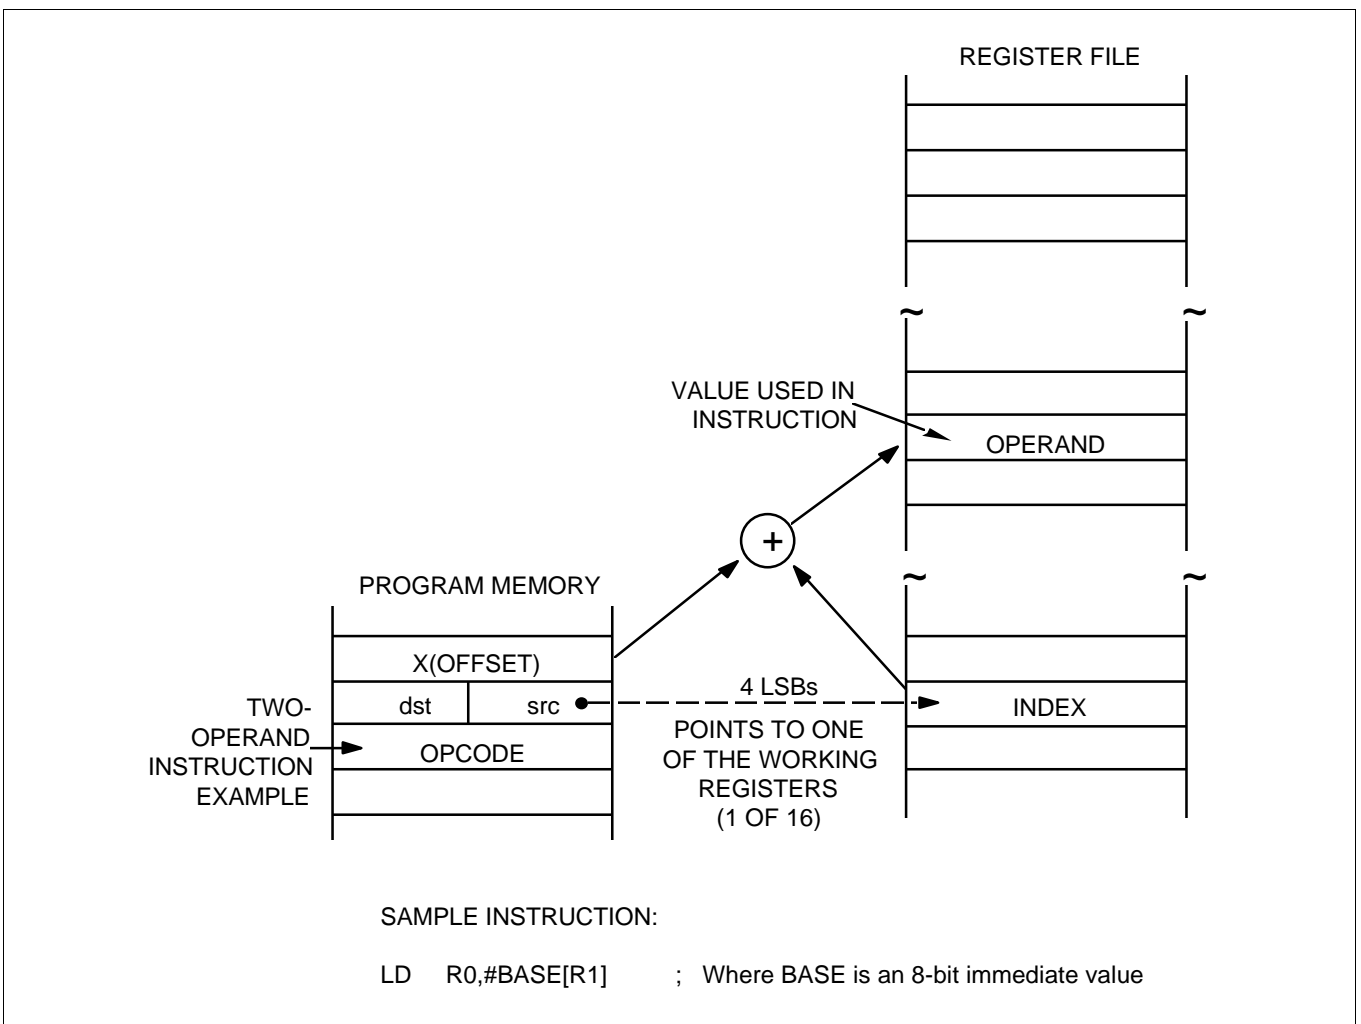 REGISTER FILE
~ ~
VALUE USED IN
INSTRUCTION
OPERAND
+
~ ~
PROGRAM MEMORY
X(OFFSET)
4 LSBs
TWO-
OPERAND
INSTRUCTION
EXAMPLE
dst src
INDEX
OPCODE
POINTS TO ONE
OF THE WORKING
REGISTERS
(1 OF 16)
SAMPLE INSTRUCTION:
LD R0,#BASE[R1] ; Where BASE is an 8-bit immediate value